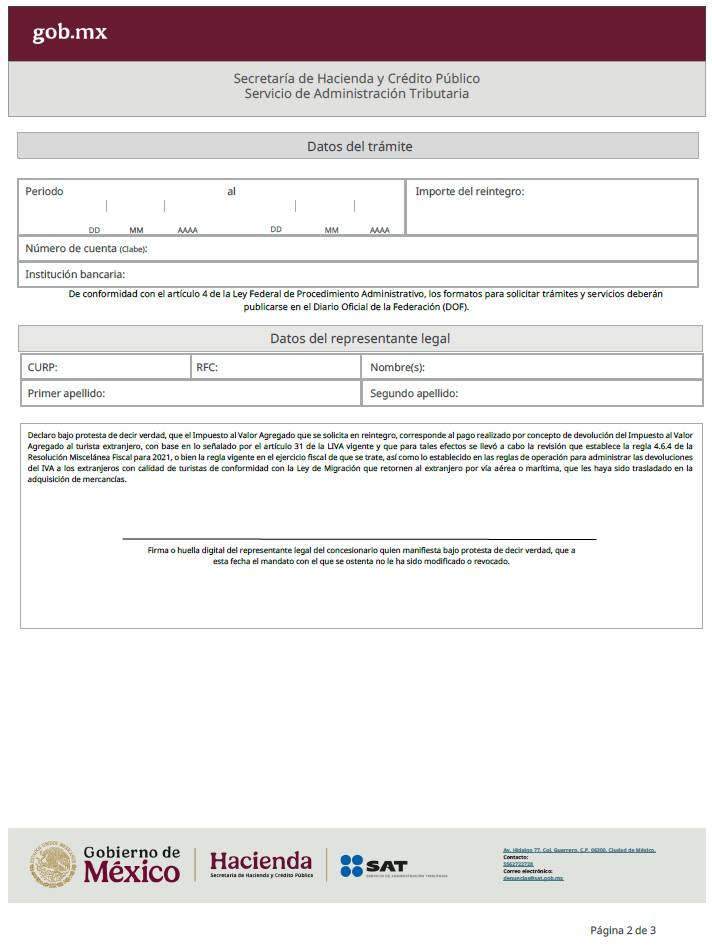 gob.mx
Secretaría de Hacienda y Crédito Público
Servicio de Administración Tributaria
Datos del trámite
Periodo al Importe del reintegro:
DD MM AAAA DD MM AAAA
Número de cuenta (Clabe):
Institución bancaria:
De conformidad con el artículo 4 de la Ley Federal de Procedimiento Administrativo, los formatos para solicitar trámites y servicios deberán
publicarse en el Diario Oficial de la Federación (DOF).
Datos del representante legal
CURP: RFC: Nombre(s):
Primer apellido: Segundo apellido:
Declaro bajo protesta de decir verdad, que el Impuesto al Valor Agregado que se solicita en reintegro, corresponde al pago realizado por concepto de devolución del Impuesto al Valor
Agregado al turista extranjero, con base en lo señalado por el artículo 31 de la LIVA vigente y que para tales efectos se llevó a cabo la revisión que establece la regla 4.6.4 de la
Resolución Miscelánea Fiscal para 2021, o bien la regla vigente en el ejercicio fiscal de que se trate, así como lo establecido en las reglas de operación para administrar las devoluciones
del IVA a los extranjeros con calidad de turistas de conformidad con la Ley de Migración que retornen al extranjero por vía aérea o marítima, que les haya sido trasladado en la
adquisición de mercancías.
Firma o huella digital del representante legal del concesionario quien manifiesta bajo protesta de decir verdad, que a
esta fecha el mandato con el que se ostenta no le ha sido modificado o revocado.
Gobierno de
México
Hacienda
Secretaría de Hacienda y Crédito Público
SAT
SERVICIO DE ADMINISTRACIÓN TRIBUTARIA
Av. Hidalgo 77, Col. Guerrero, C.P. 06300, Ciudad de México.
Contacto:
5562722728
Correo electrónico:
denuncias@sat.gob.mx
Página 2 de 3